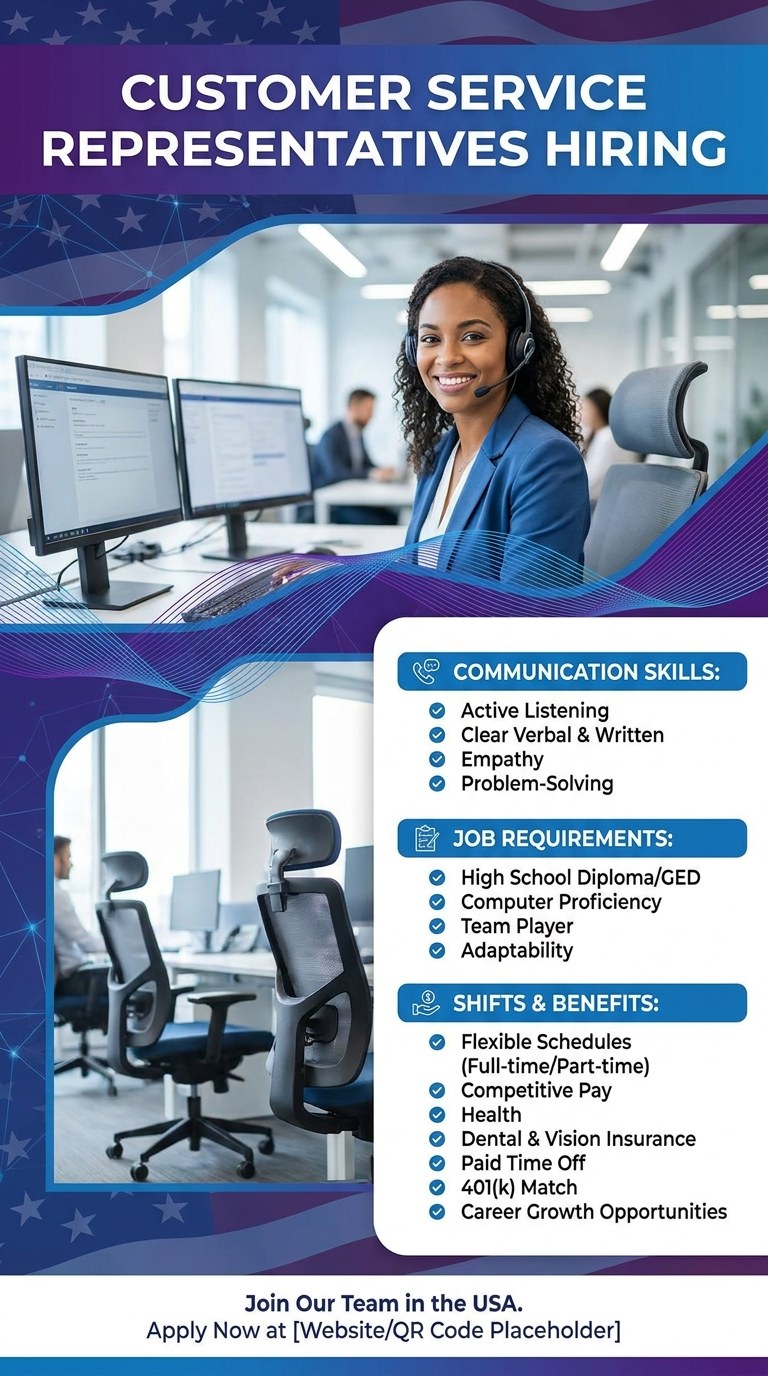 CUSTOMER SERVICE
REPRESENTATIVES HIRING
COMMUNICATION SKILLS:
Active Listening
Clear Verbal & Written
Empathy
Problem-Solving
JOB REQUIREMENTS:
High School Diploma/GED
Computer Proficiency
Team Player
Adaptability
SHIFTS & BENEFITS:
Flexible Schedules
(Full-time/Part-time)
Competitive Pay
Health
Dental & Vision Insurance
Paid Time Off
401(k) Match
Career Growth Opportunities
Join Our Team in the USA.
Apply Now at [Website/QR Code Placeholder]